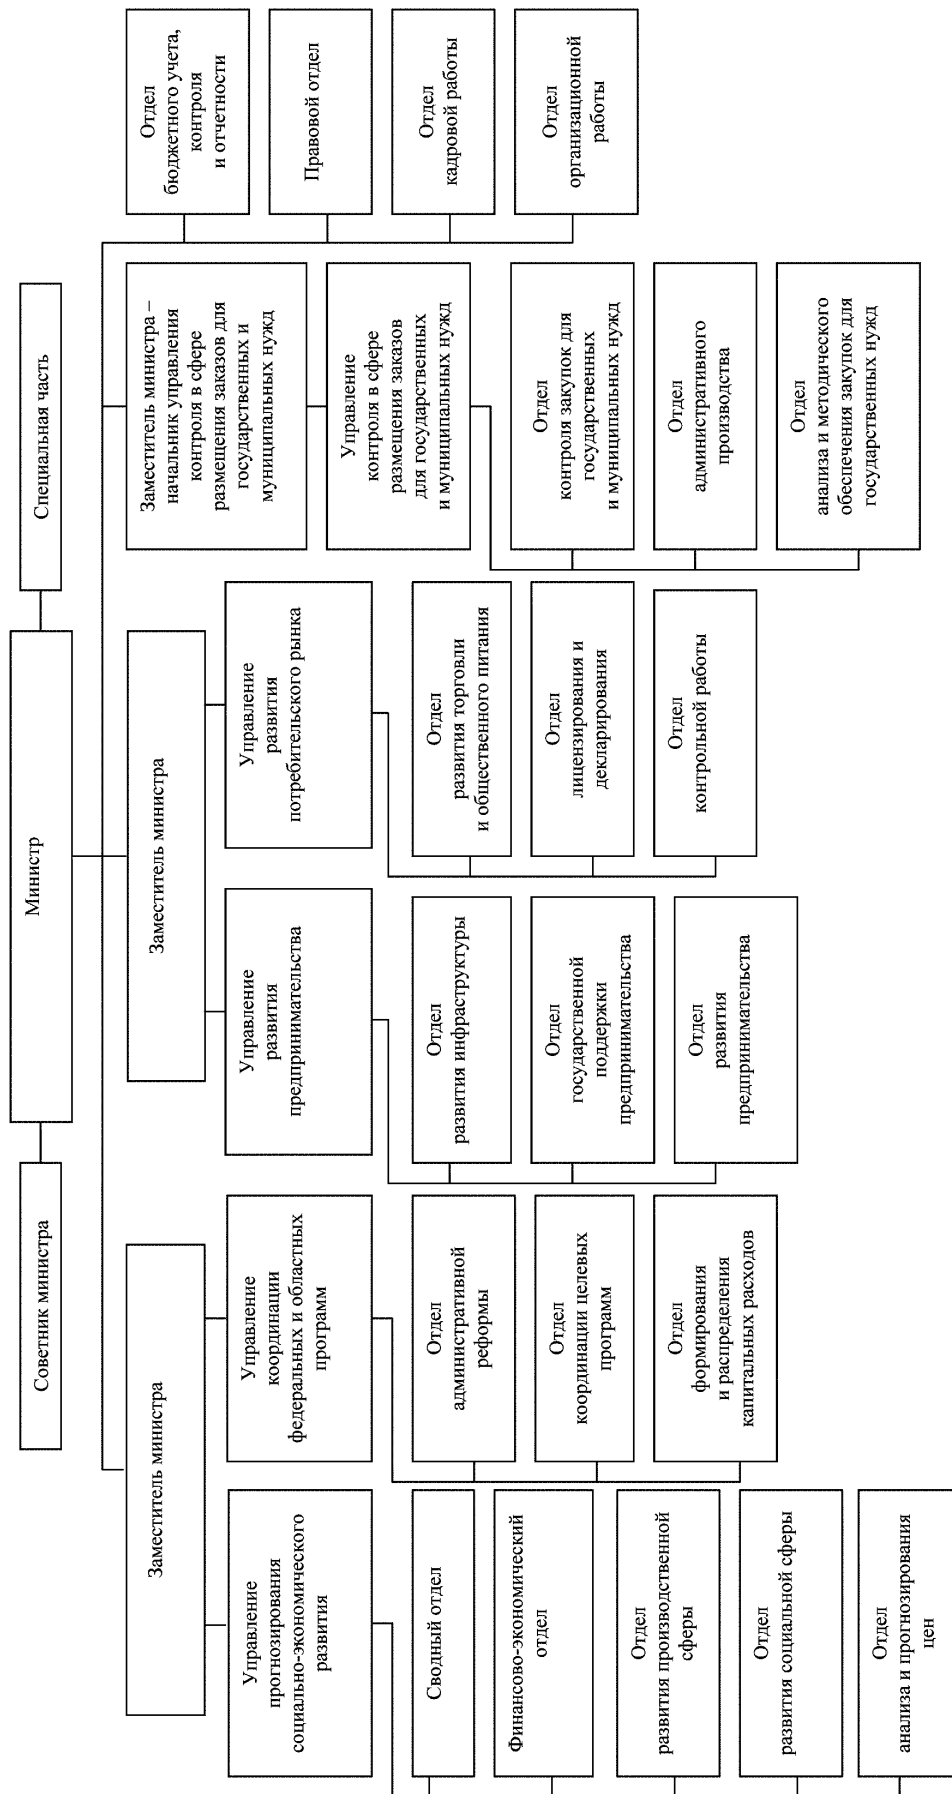 Советник министра
Министр
Специальная часть
Заместитель министра
Заместитель министра
Заместитель министра –
начальник управления
контроля в сфере
размещения заказов для
государственных и
муниципальных нужд
Отдел
бюджетного учета,
контроля
и отчетности
Правовой отдел
Отдел
кадровой работы
Отдел
организационной
работы
Управление
прогнозирования
социально-экономического
развития
Сводный отдел
Финансово-экономический
отдел
Отдел
развития производственной
сферы
Отдел
развития социальной сферы
Отдел
анализа и прогнозирования
цен
Управление
координации
федеральных и областных
программ
Отдел
административной
реформы
Отдел
координации целевых
программ
Отдел
формирования
и распределения
капитальных расходов
Управление
развития
предпринимательства
Отдел
развития инфраструктуры
Отдел
государственной
поддержки
предпринимательства
Отдел
развития
предпринимательства
Управление
развития
потребительского рынка
Отдел
развития торговли
и общественного питания
Отдел
лицензирования и
декларирования
Отдел
контрольной работы
Управление
контроля в сфере
размещения заказов
для государственных
и муниципальных нужд
Отдел
контроля закупок для
государственных
и муниципальных нужд
Отдел
административного
производства
Отдел
анализа и методического
обеспечения закупок для
государственных нужд